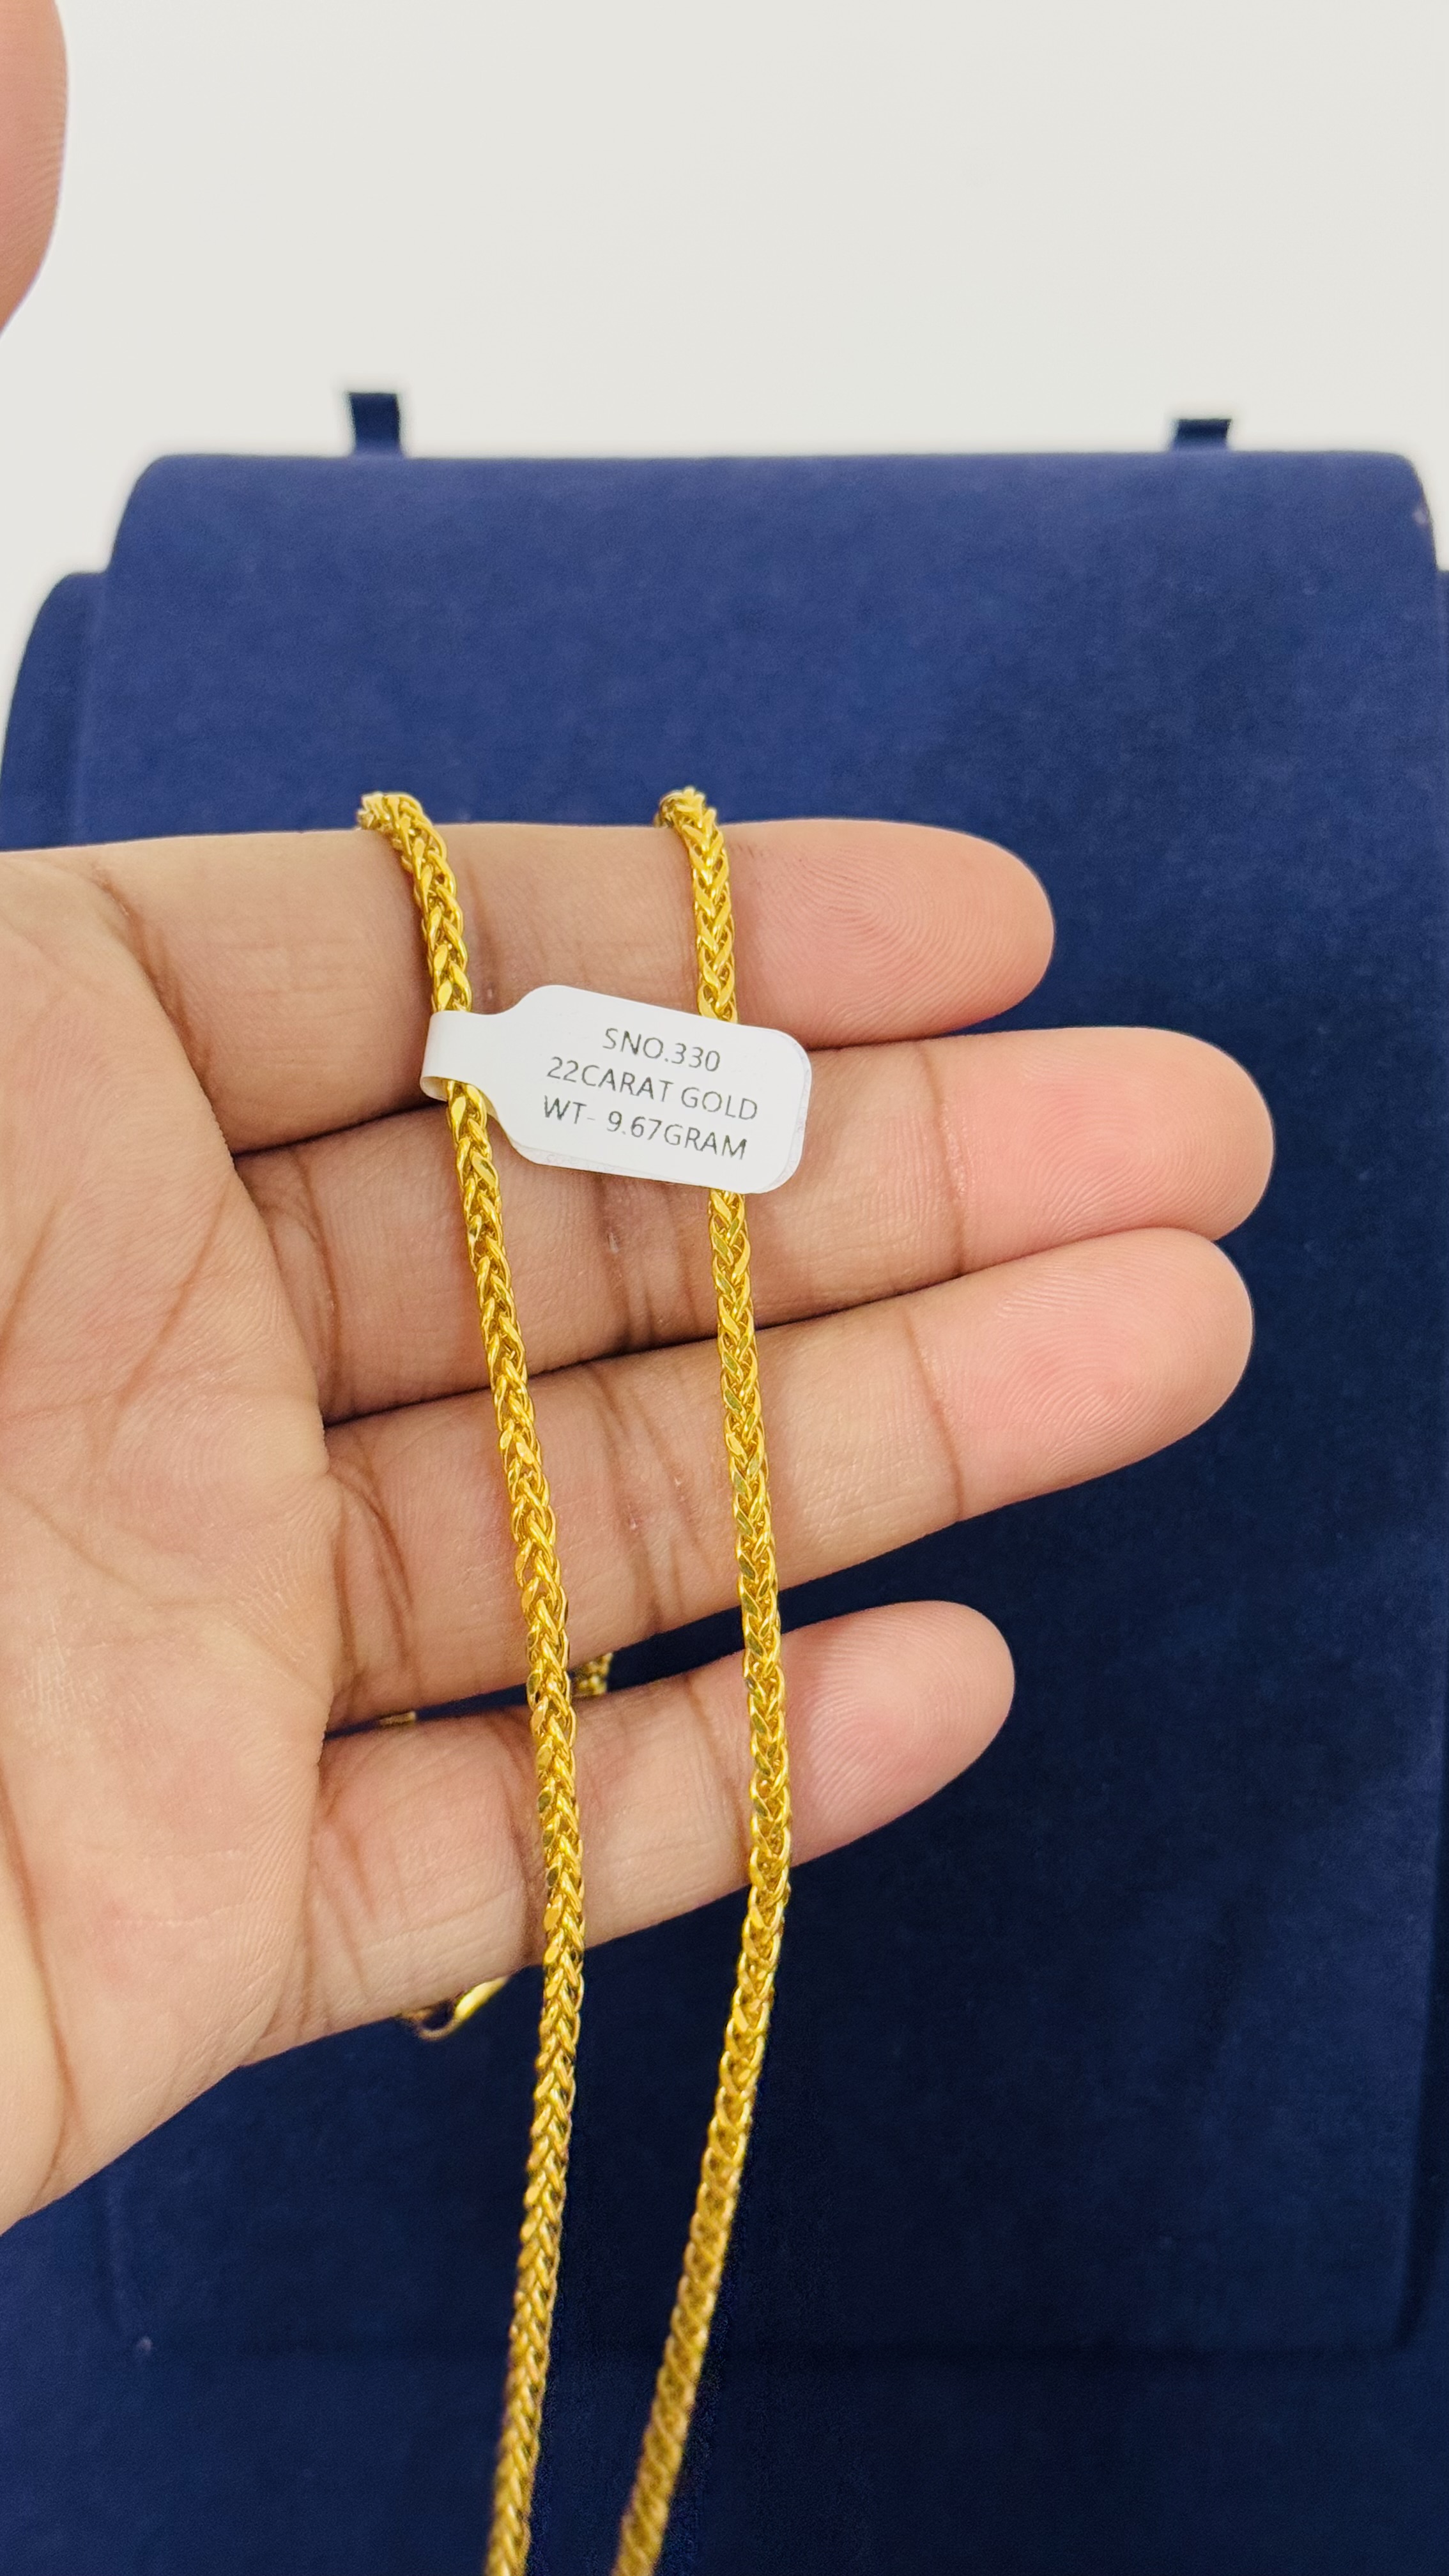 SNO.330
22CARAT GOLD
WT- 9.67GRAM